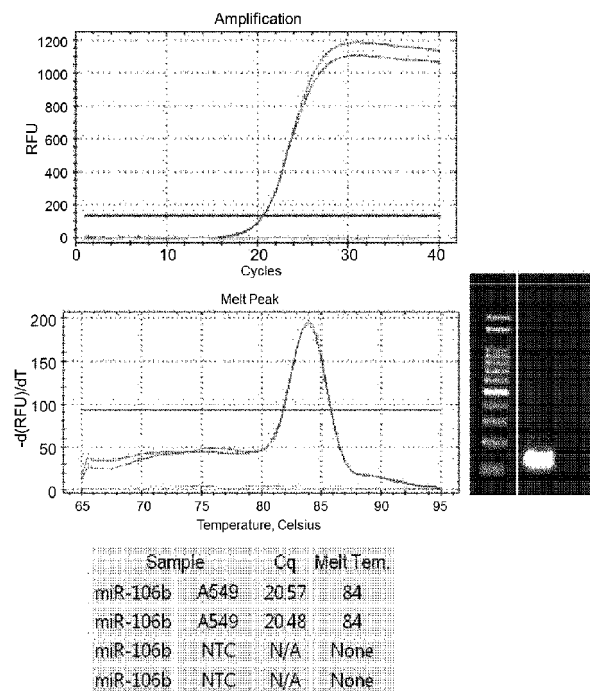 Amplification
1200
1000
800
600
400
200
0
RFU
0 10 20 30 40
Cycles
Melt Peak
200
150
100
50
0
-d(RFU)/dT
65 70 75 80 85 90 95
Temperature, Celsius
Sample Cq Melt Tem.
miR-106b A549 20.57 84
miR-106b A549 20.48 84
miR-106b NTC N/A None
miR-106b NTC N/A None